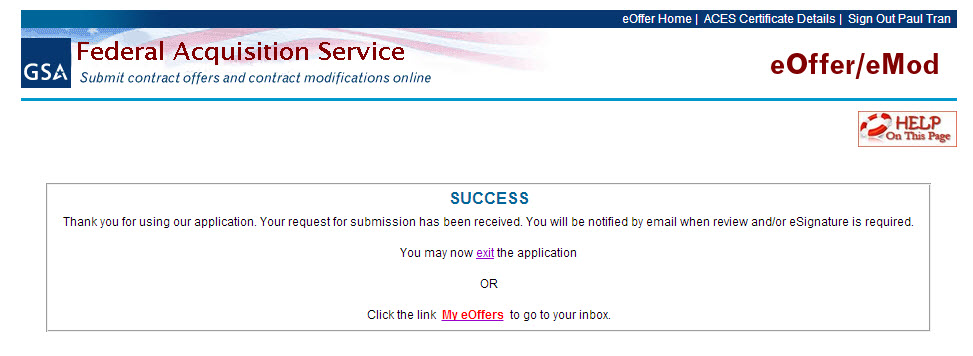 eOffer Home | ACES Certificate Details | Sign Out Paul Tran
GSA
Federal Acquisition Service
Submit contract offers and contract modifications online
eOffer/eMod
HELP
On This Page
SUCCESS
Thank you for using our application. Your request for submission has been received. You will be notified by email when review and/or eSignature is required.
You may now exit the application
OR
Click the link My eOffers to go to your inbox.